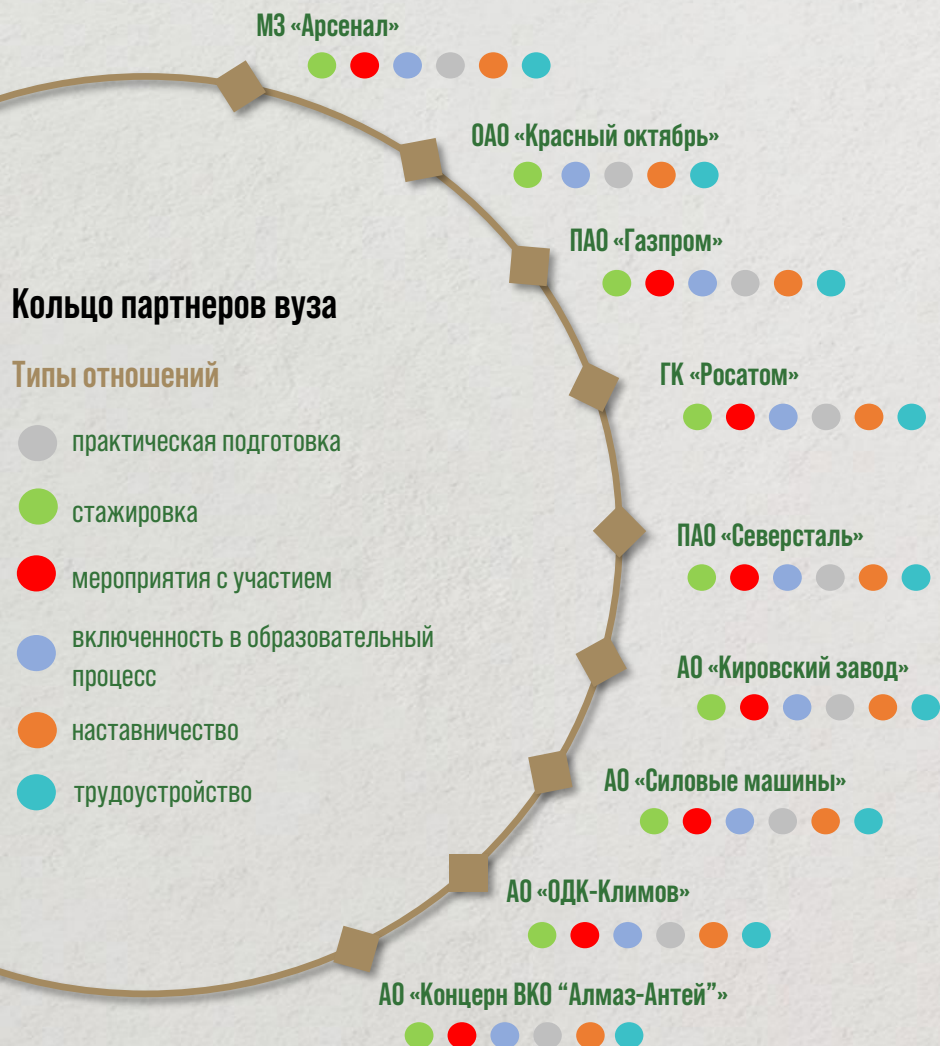 МЗ «Арсенал»
ОАО «Красный октябрь»
ПАО «Газпром»
Кольцо партнеров вуза
Типы отношений
ГК «Росатом»
практическая подготовка
стажировка
ПАО «Северсталь»
мероприятия с участием
включенность в образовательный
процесс
АО «Кировский завод»
наставничество
АО «Силовые машины»
трудоустройство
АО «ОДК-Климов»
АО «Концерн ВКО “Алмаз-Антей”»